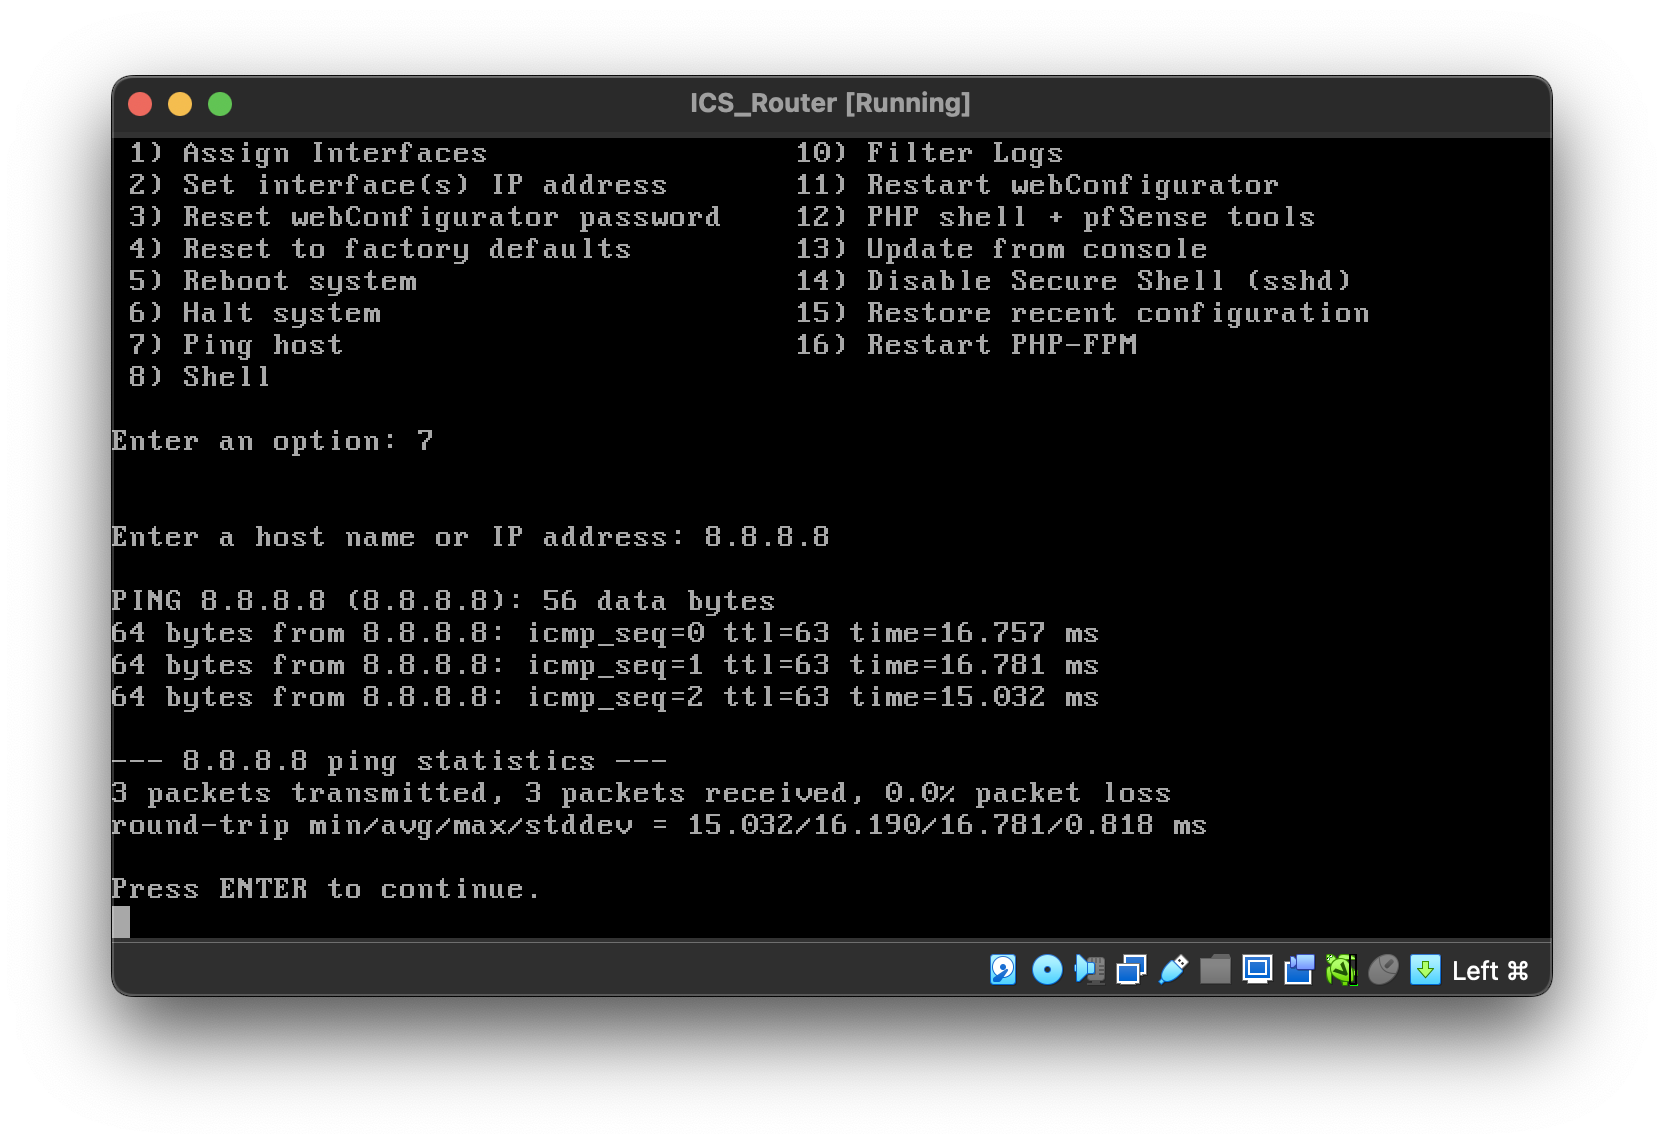 ICS_Router [Running]
1) Assign Interfaces 10) Filter Logs
2) Set interface(s) IP address 11) Restart webConfigurator
3) Reset webConfigurator password 12) PHP shell + pfSense tools
4) Reset to factory defaults 13) Update from console
5) Reboot system 14) Disable Secure Shell (sshd)
6) Halt system 15) Restore recent configuration
7) Ping host 16) Restart PHP-FPM
8) Shell
Enter an option: 7
Enter a host name or IP address: 8.8.8.8
PING 8.8.8.8 (8.8.8.8): 56 data bytes
64 bytes from 8.8.8.8: icmp_seq=0 ttl=63 time=16.757 ms
64 bytes from 8.8.8.8: icmp_seq=1 ttl=63 time=16.781 ms
64 bytes from 8.8.8.8: icmp_seq=2 ttl=63 time=15.032 ms
--- 8.8.8.8 ping statistics ---
3 packets transmitted, 3 packets received, 0.0% packet loss
round-trip min/avg/max/stddev = 15.032/16.190/16.781/0.818 ms
Press ENTER to continue.
Left ⌘